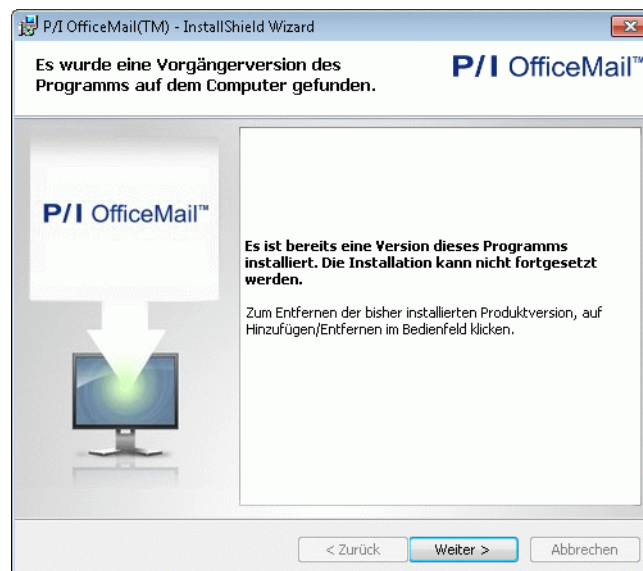 P/I OfficeMail(TM) - InstallShield Wizard
Es wurde eine Vorgängerversion des
Programms auf dem Computer gefunden.
P/I OfficeMail™
P/I OfficeMail™
Es ist bereits eine Version dieses Programms
installiert. Die Installation kann nicht fortgesetzt
werden.
Zum Entfernen der bisher installierten Produktversion, auf
Hinzufügen/Entfernen im Bedienfeld klicken.
< Zurück
Weiter >
Abbrechen